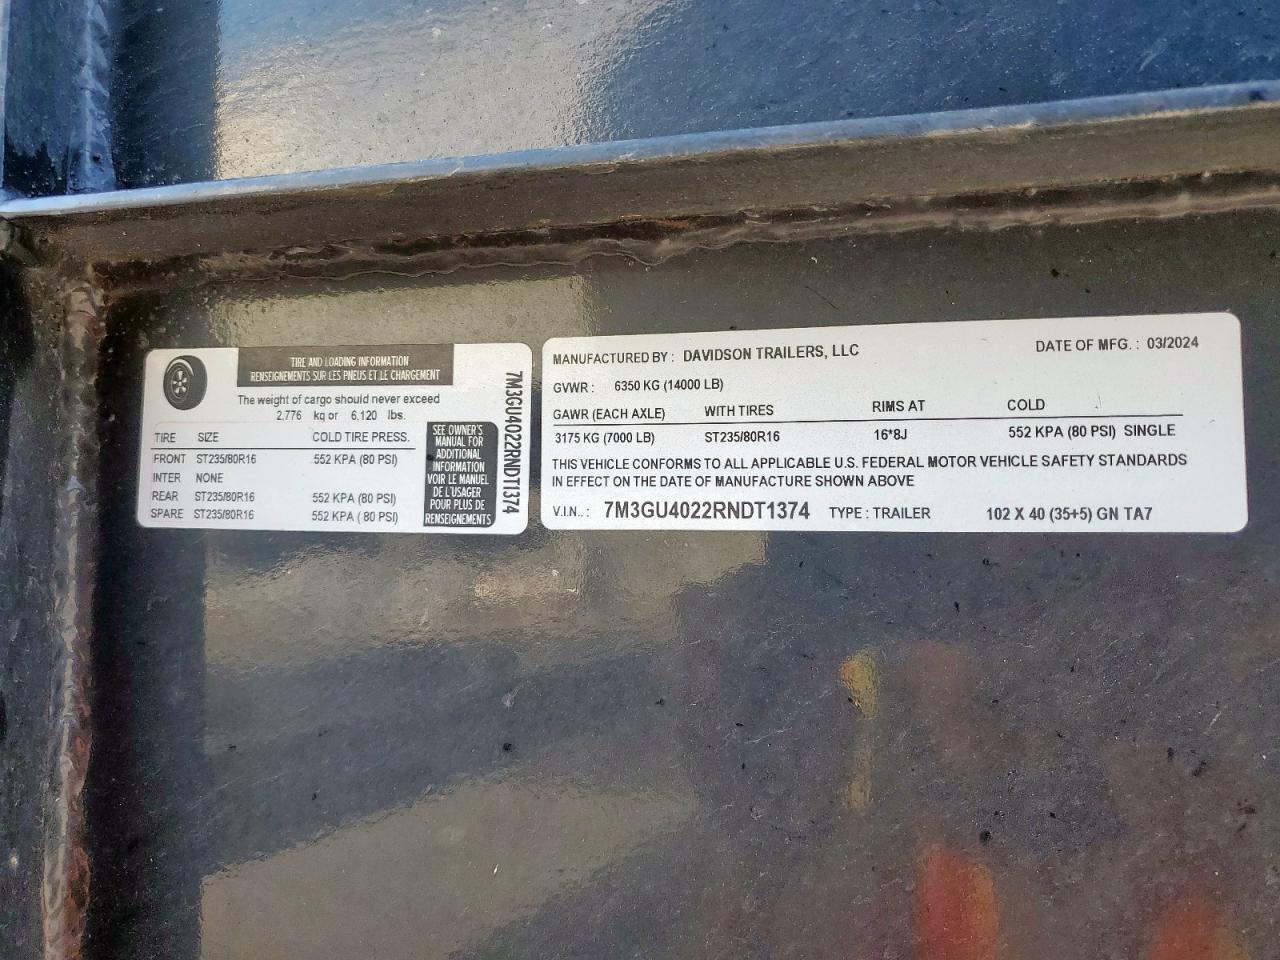 TIRE AND LOADING INFORMATION
RENSEIGNEMENTS SUR LES PNEUS ET LE CHARGEMENT
The weight of cargo should never exceed
2,776 kg or 6,120 lbs.
TIRE SIZE COLD TIRE PRESS.
FRONT ST235/80R16 552 KPA (80 PSI)
INTER NONE
REAR ST235/80R16 552 KPA (80 PSI)
SPARE ST235/80R16 552 KPA ( 80 PSI)
SEE OWNER'S
MANUAL FOR
ADDITIONAL
INFORMATION
VOIR LE MANUEL
DE L'USAGER
POUR PLUS DE
RENSEIGNEMENTS
7M3GU4022RNDT1374
MANUFACTURED BY : DAVIDSON TRAILERS, LLC DATE OF MFG. : 03/2024
GVWR : 6350 KG (14000 LB)
GAWR (EACH AXLE) WITH TIRES RIMS AT COLD
3175 KG (7000 LB) ST235/80R16 16*8J 552 KPA (80 PSI) SINGLE
THIS VEHICLE CONFORMS TO ALL APPLICABLE U.S. FEDERAL MOTOR VEHICLE SAFETY STANDARDS
IN EFFECT ON THE DATE OF MANUFACTURE SHOWN ABOVE
V.I.N.. : 7M3GU4022RNDT1374 TYPE : TRAILER 102 X 40 (35+5) GN TA7